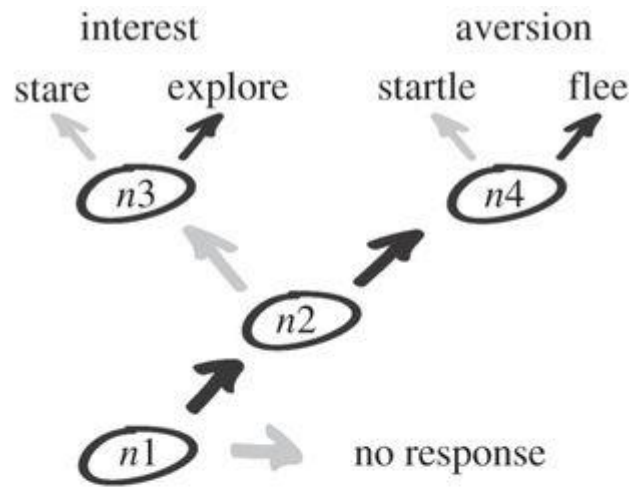 interest aversion
stare explore startle flee
n3 n4
n2
n1 no response